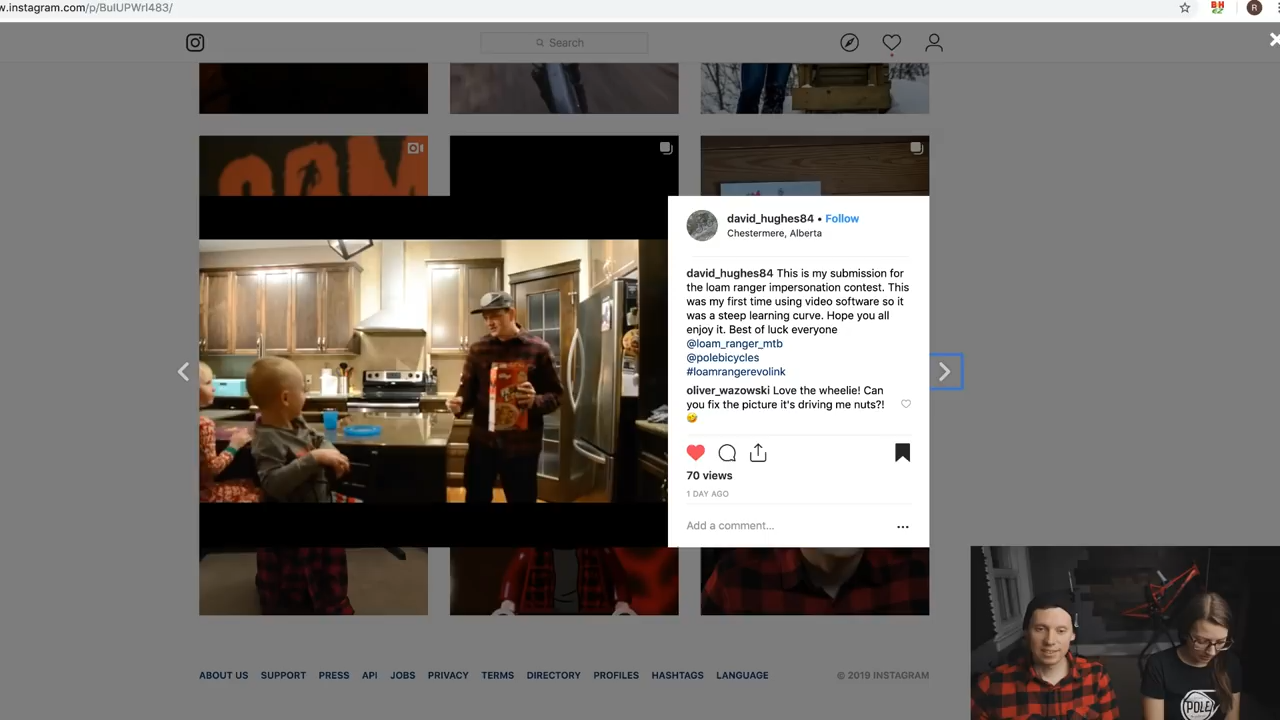 w.instagram.com/p/BuIUPWrI483/
BH
R
Search
OAM
david_hughes84 • Follow
Chestermere, Alberta
david_hughes84 This is my submission for
the loam ranger impersonation contest. This
was my first time using video software so it
was a steep learning curve. Hope you all
enjoy it. Best of luck everyone
@loam_ranger_mtb
@polebicycles
#loamrangerevolink
oliver_wazowski Love the wheelie! Can
you fix the picture it's driving me nuts?!
70 views
1 DAY AGO
Add a comment...
ABOUT US SUPPORT PRESS API JOBS PRIVACY TERMS DIRECTORY PROFILES HASHTAGS LANGUAGE
© 2019 INSTAGRAM
POLE